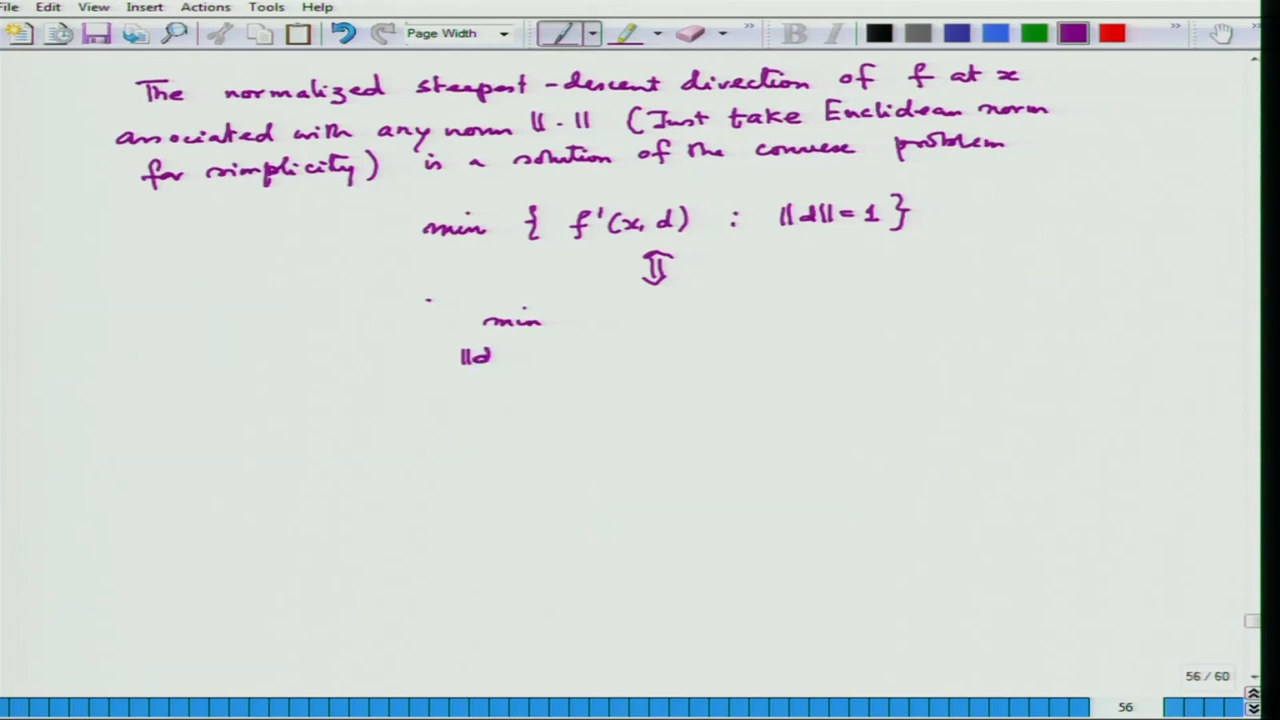 File Edit View Insert Actions Tools Help
Page Width
The normalized steepest-descent direction of f at x
associated with any norm ||.|| (Just take Euclidean norm
for simplicity) is a solution of the convex problem
min { f'(x, d) : ||d|| = 1 }
⇕
min
||d
56 / 60
56